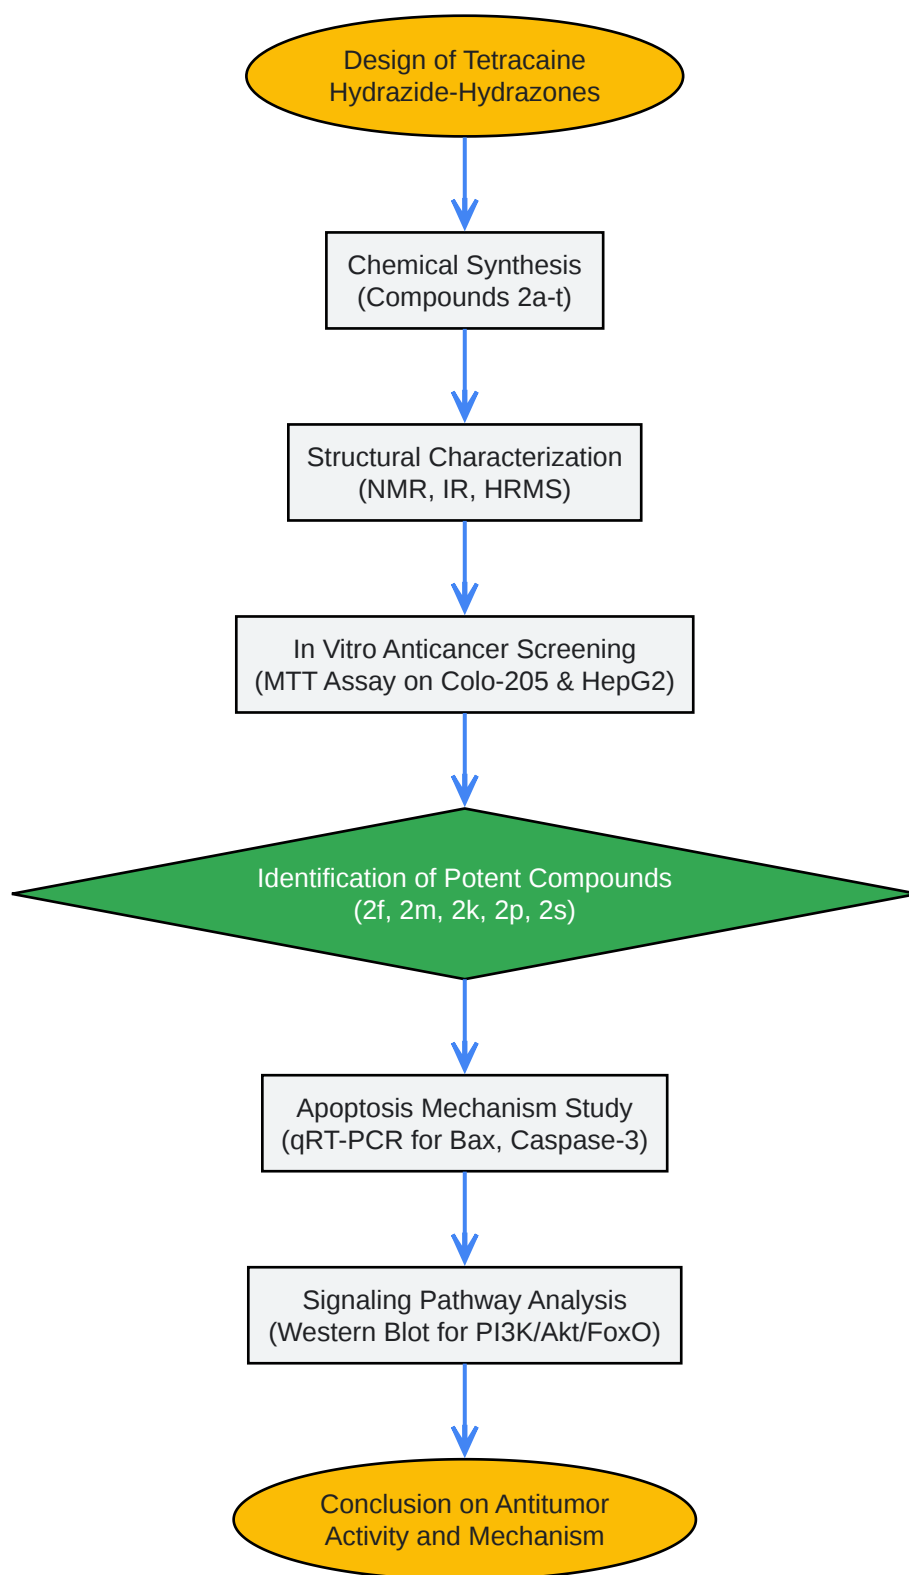 Design of Tetracaine
Hydrazide-Hydrazones
Chemical Synthesis
(Compounds 2a-t)
Structural Characterization
(NMR, IR, HRMS)
In Vitro Anticancer Screening
(MTT Assay on Colo-205 & HepG2)
Identification of Potent Compounds
(2f, 2m, 2k, 2p, 2s)
Apoptosis Mechanism Study
(qRT-PCR for Bax, Caspase-3)
Signaling Pathway Analysis
(Western Blot for PI3K/Akt/FoxO)
Conclusion on Antitumor
Activity and Mechanism